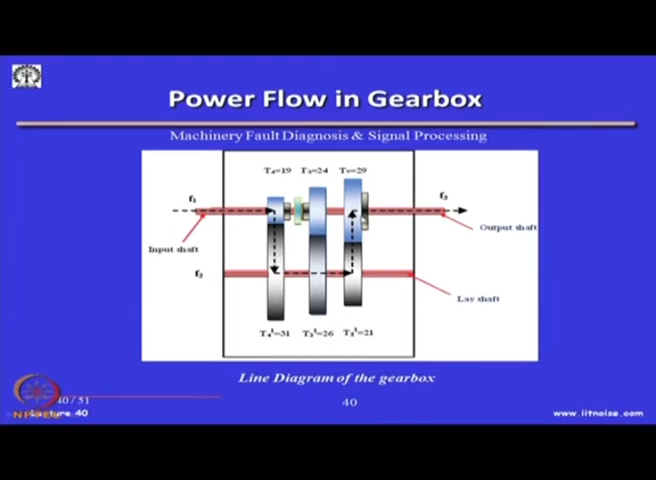 Power Flow in Gearbox
Machinery Fault Diagnosis & Signal Processing
T₄=19 T₃=24 T₂=29
f₁
f₃
Output shaft
Input shaft
f₂
Lay shaft
T₄¹=31 T₃¹=26 T₂¹=21
Line Diagram of the gearbox
40/51
40
Lecture 40
NPTEL
www.iitnoise.com